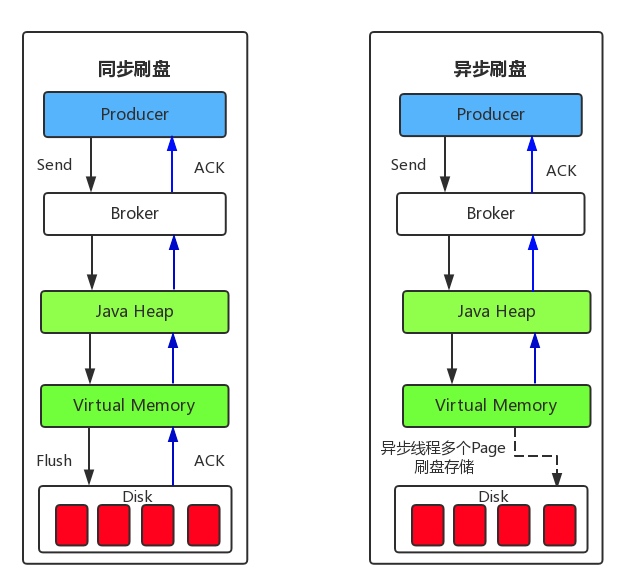 同步刷盘
Producer
Send
ACK
Broker
Java Heap
Virtual Memory
Flush
ACK
Disk
异步刷盘
Producer
Send
ACK
Broker
Java Heap
Virtual Memory
异步线程多个Page
刷盘存储
Disk